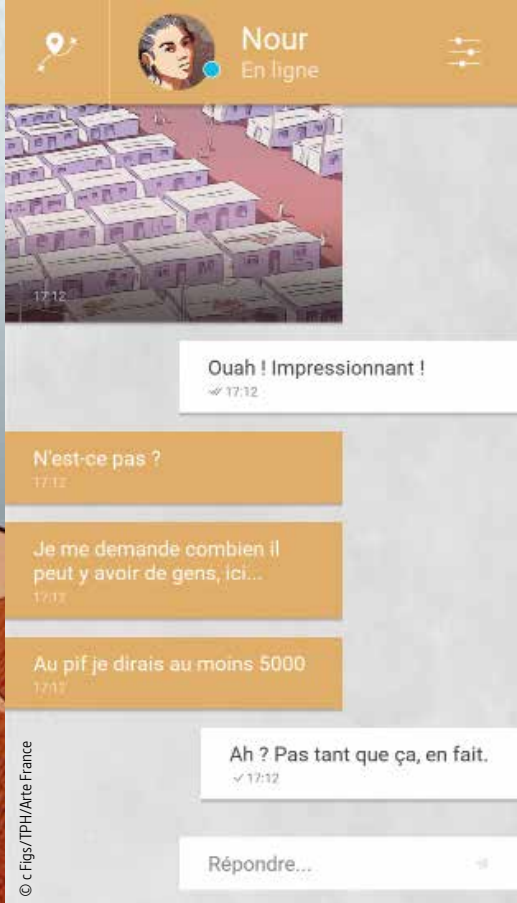 Nour
En ligne
17:12
Ouah ! Impressionnant !
17:12
N'est-ce pas ?
17:12
Je me demande combien il
peut y avoir de gens, ici...
17:12
Au pif je dirais au moins 5000
17:12
Ah ? Pas tant que ça, en fait.
17:12
Répondre...
© c Figs/TPH/Arte France